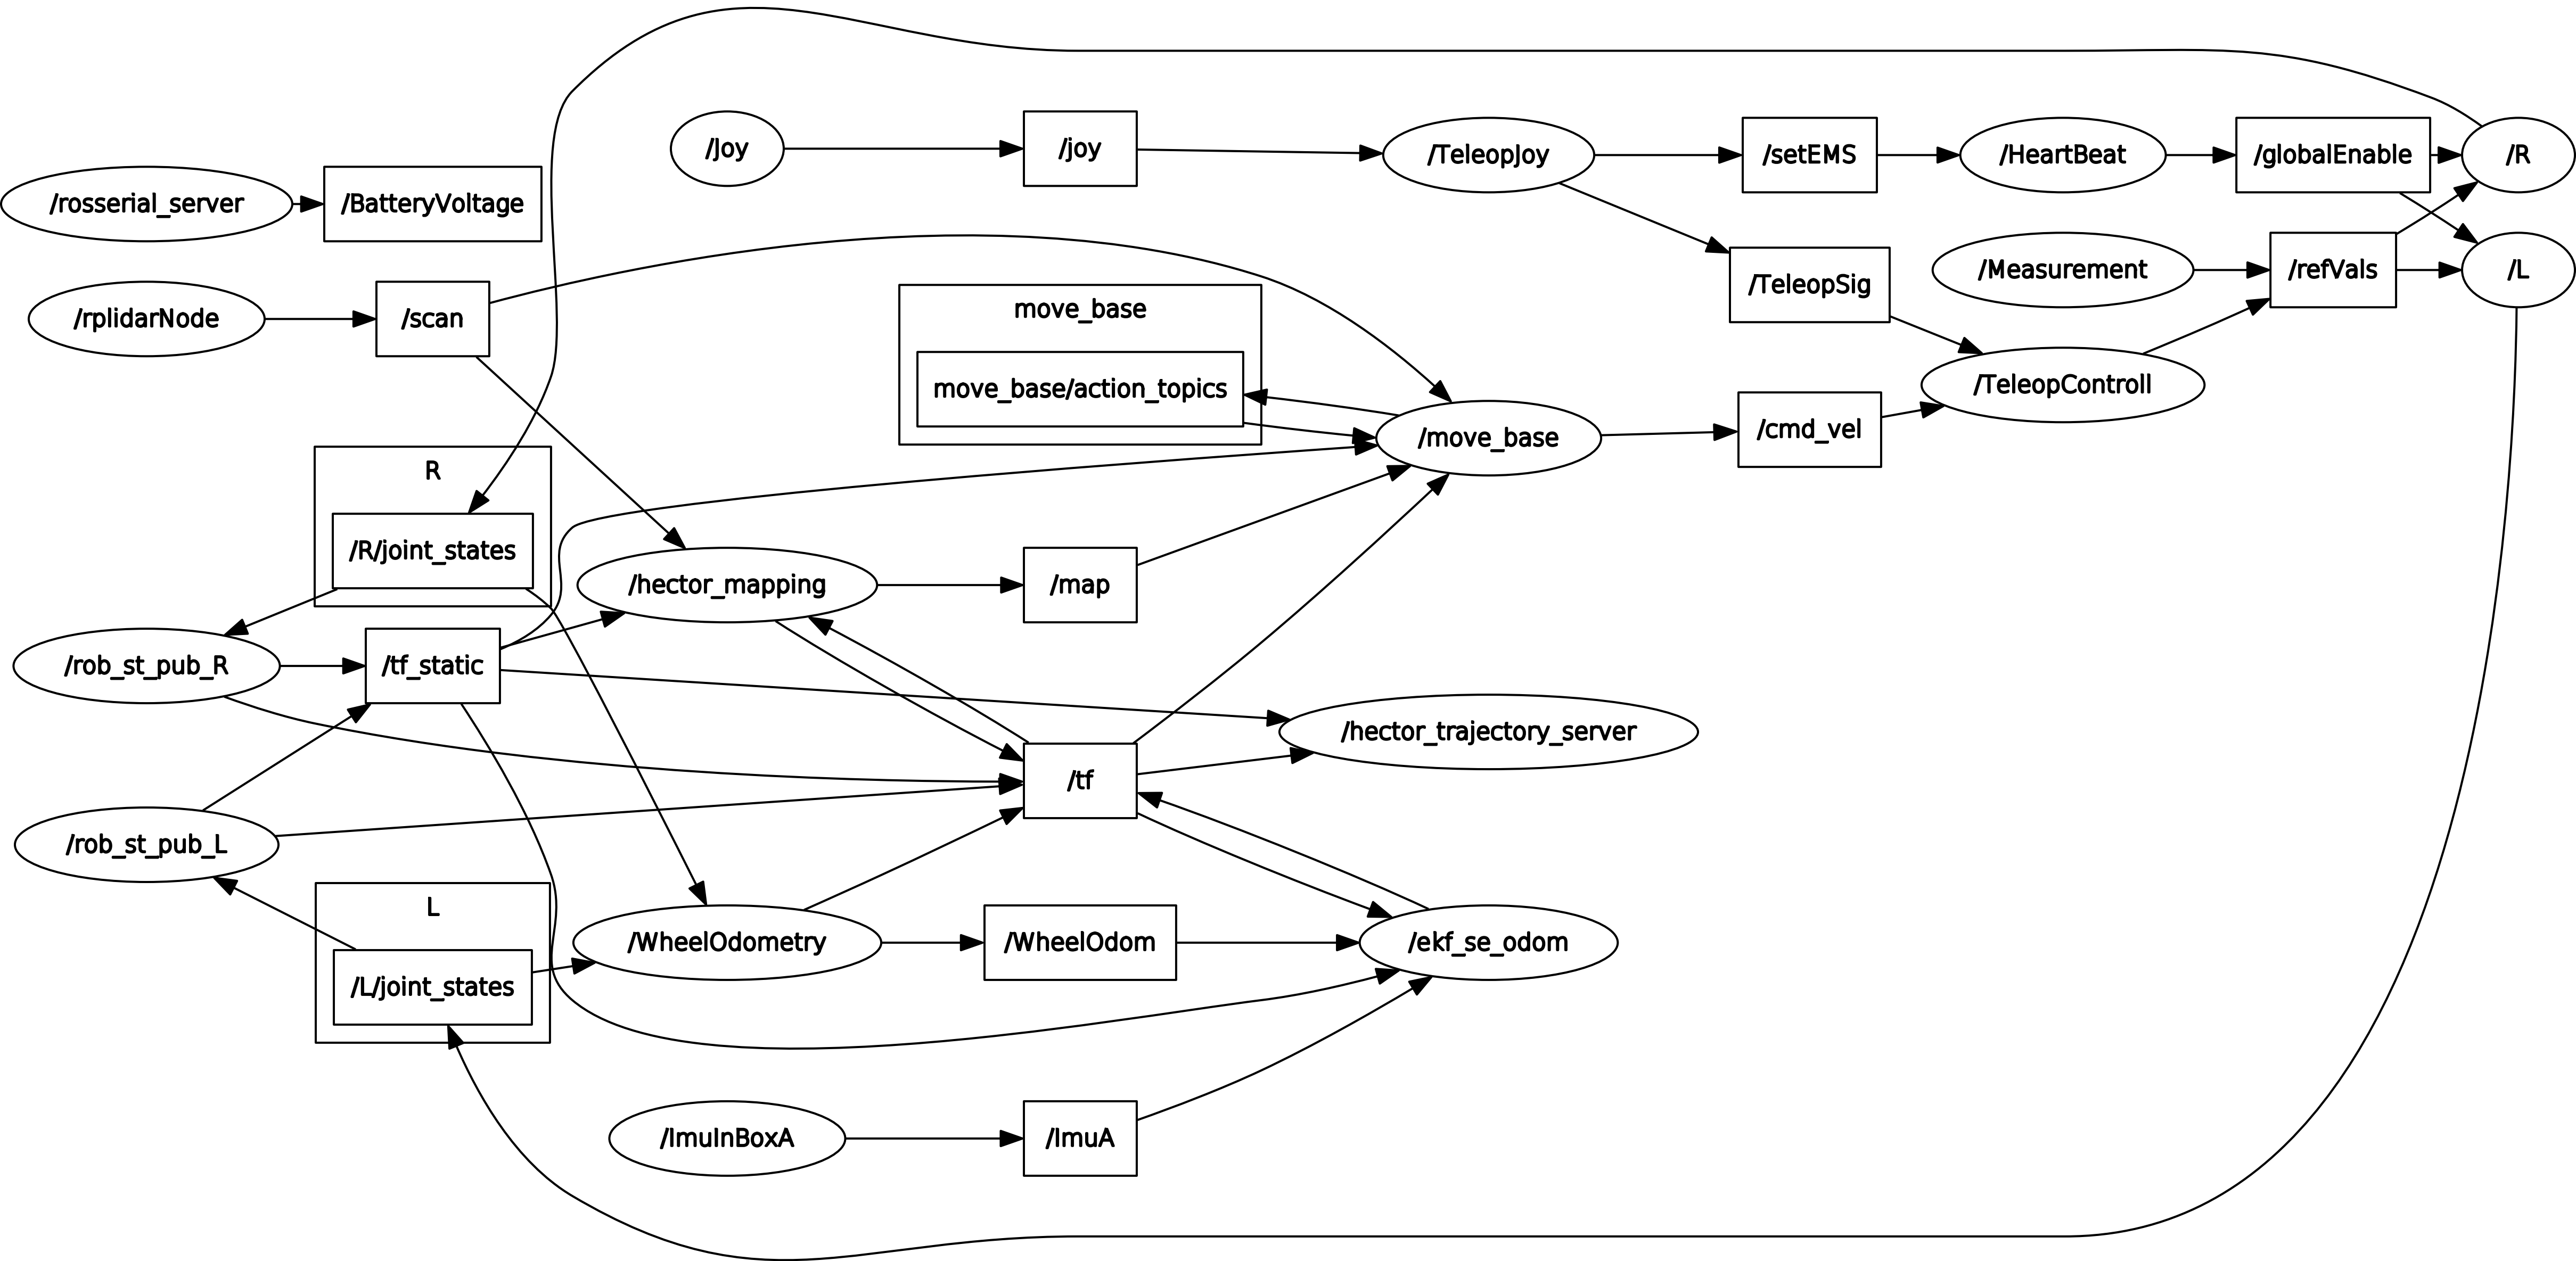 /Joy
/joy
/TeleopJoy
/setEMS
/HeartBeat
/globalEnable
/R
/rosserial_server
/BatteryVoltage
/TeleopSig
/Measurement
/refVals
/L
/rplidarNode
/scan
move_base
move_base/action_topics
/move_base
/cmd_vel
/TeleopControll
R
/R/joint_states
/hector_mapping
/map
/rob_st_pub_R
/tf_static
/hector_trajectory_server
/tf
/rob_st_pub_L
L
/L/joint_states
/WheelOdometry
/WheelOdom
/ekf_se_odom
/ImuInBoxA
/ImuA